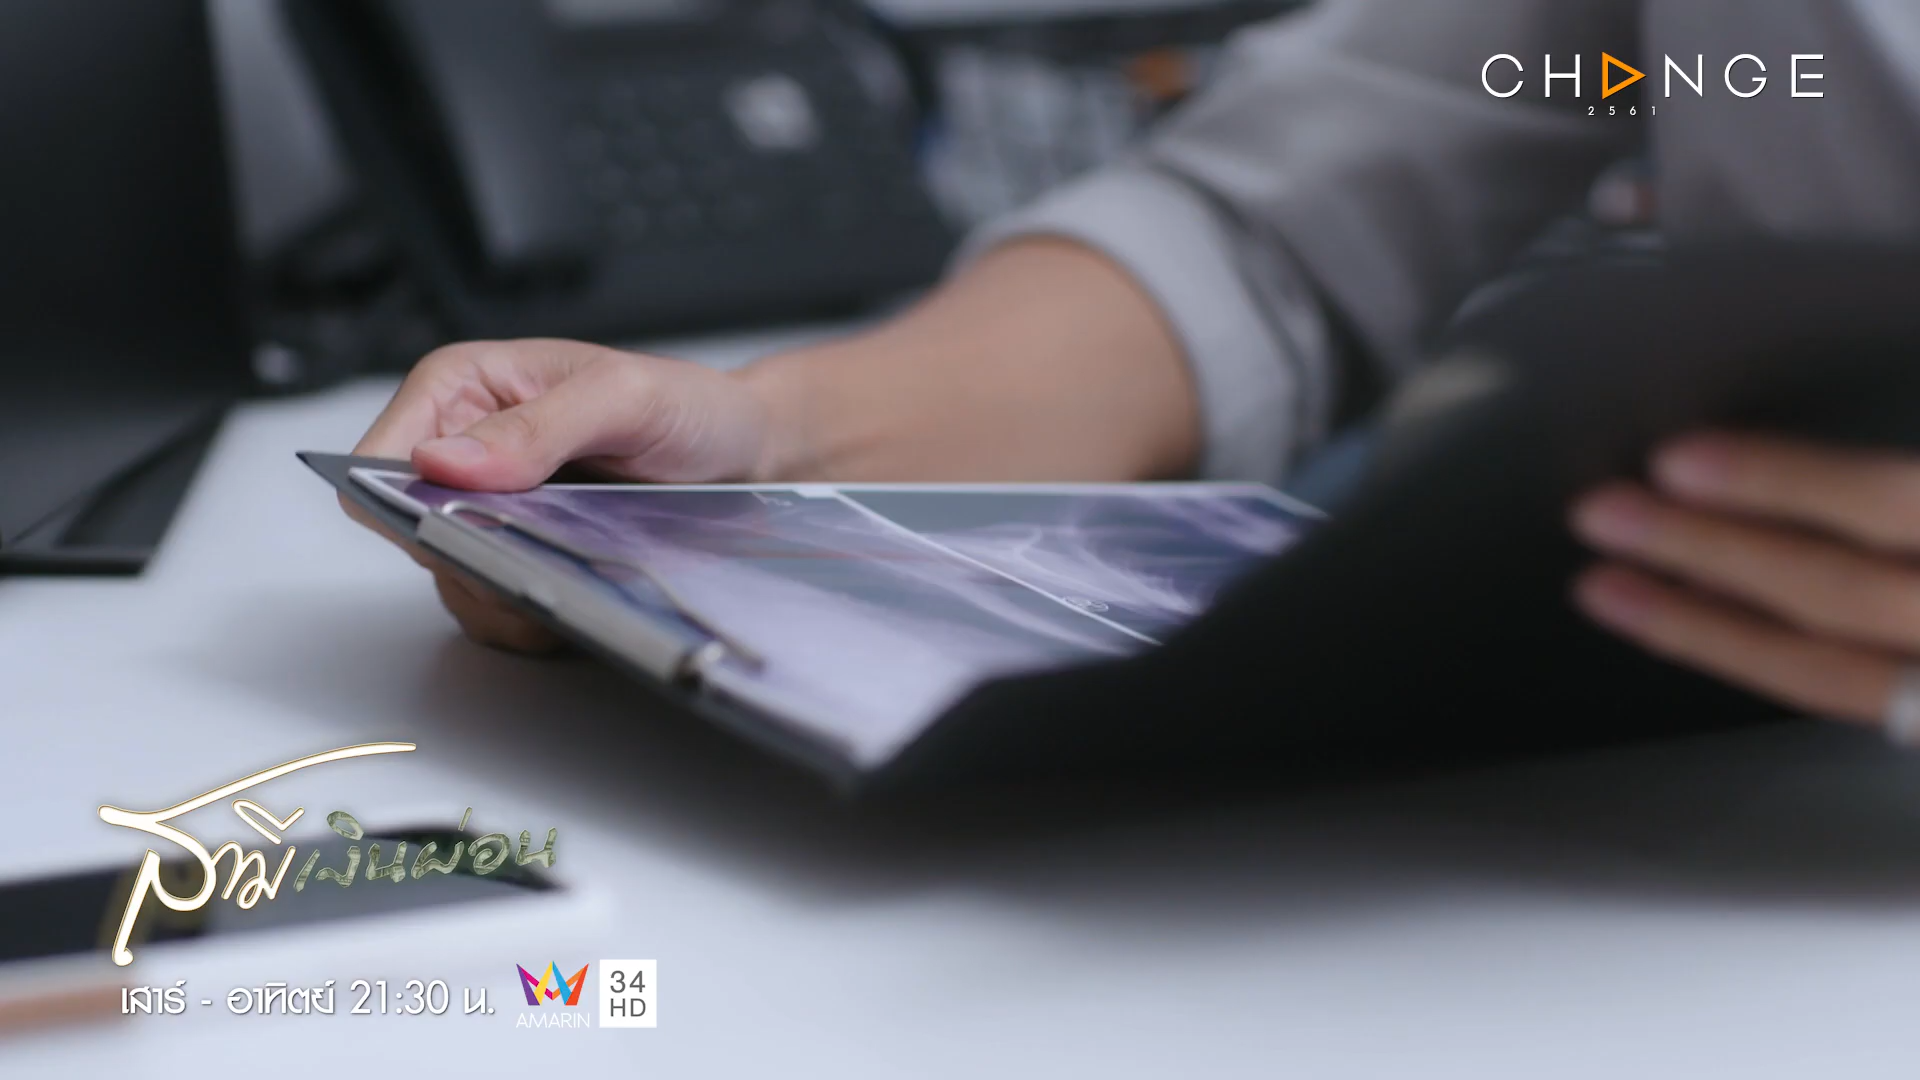 CHANGE
2561
สามีเงินผ่อน
เสาร์ - อาทิตย์ 21:30 น.
AMARIN
34
HD